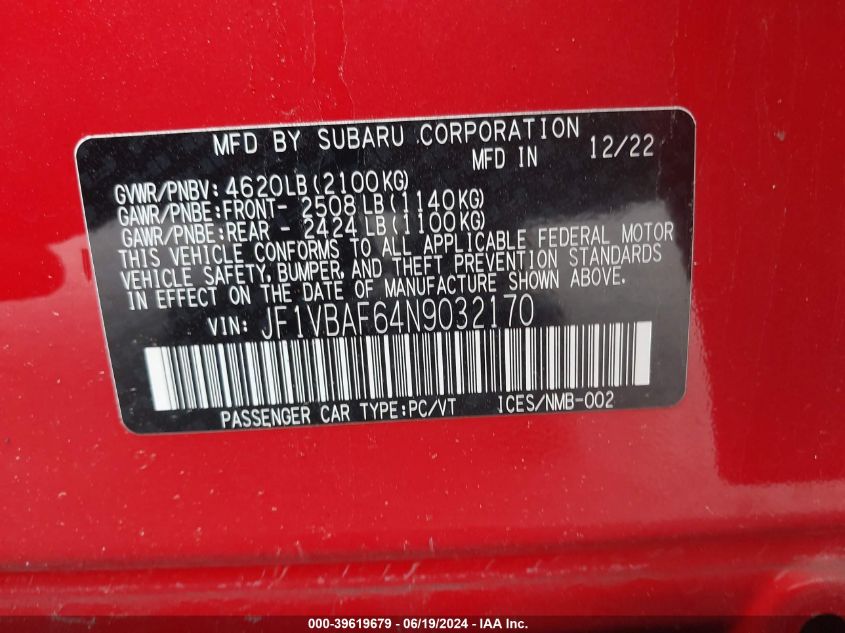 MFD BY SUBARU CORPORATION
MFD IN 12/22
GVWR/PNBV: 4620LB(2100KG)
GAWR/PNBE:FRONT- 2508 LB(1140KG)
GAWR/PNBE:REAR - 2424 LB(1100KG)
THIS VEHICLE CONFORMS TO ALL APPLICABLE FEDERAL MOTOR
VEHICLE SAFETY, BUMPER, AND THEFT PREVENTION STANDARDS
IN EFFECT ON THE DATE OF MANUFACTURE SHOWN ABOVE.
VIN: JF1VBAF64N9032170
PASSENGER CAR TYPE:PC/VT ICES/NMB-002
000-39619679 - 06/19/2024 - IAA Inc.